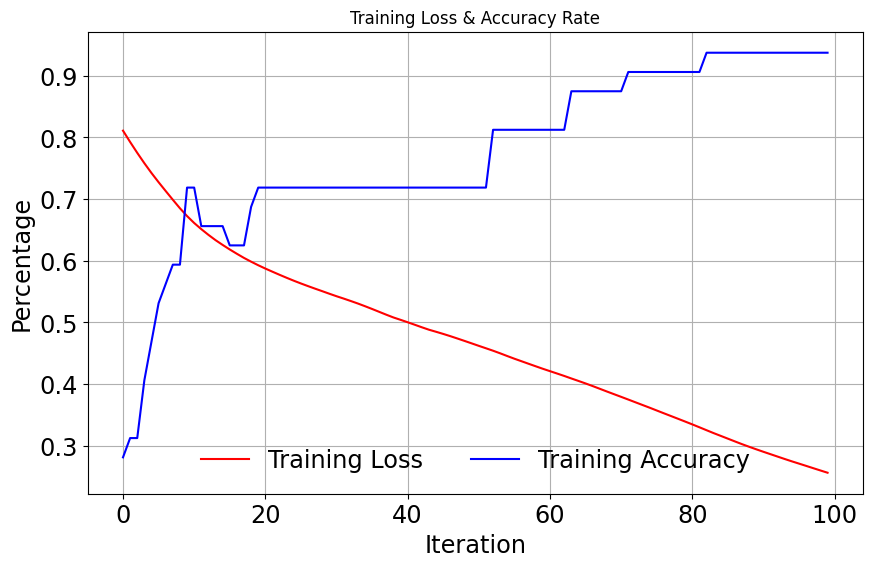 Training Loss & Accuracy Rate
Percentage
0.9
0.8
0.7
0.6
0.5
0.4
0.3
Training Loss
Training Accuracy
0 20 40 60 80 100
Iteration